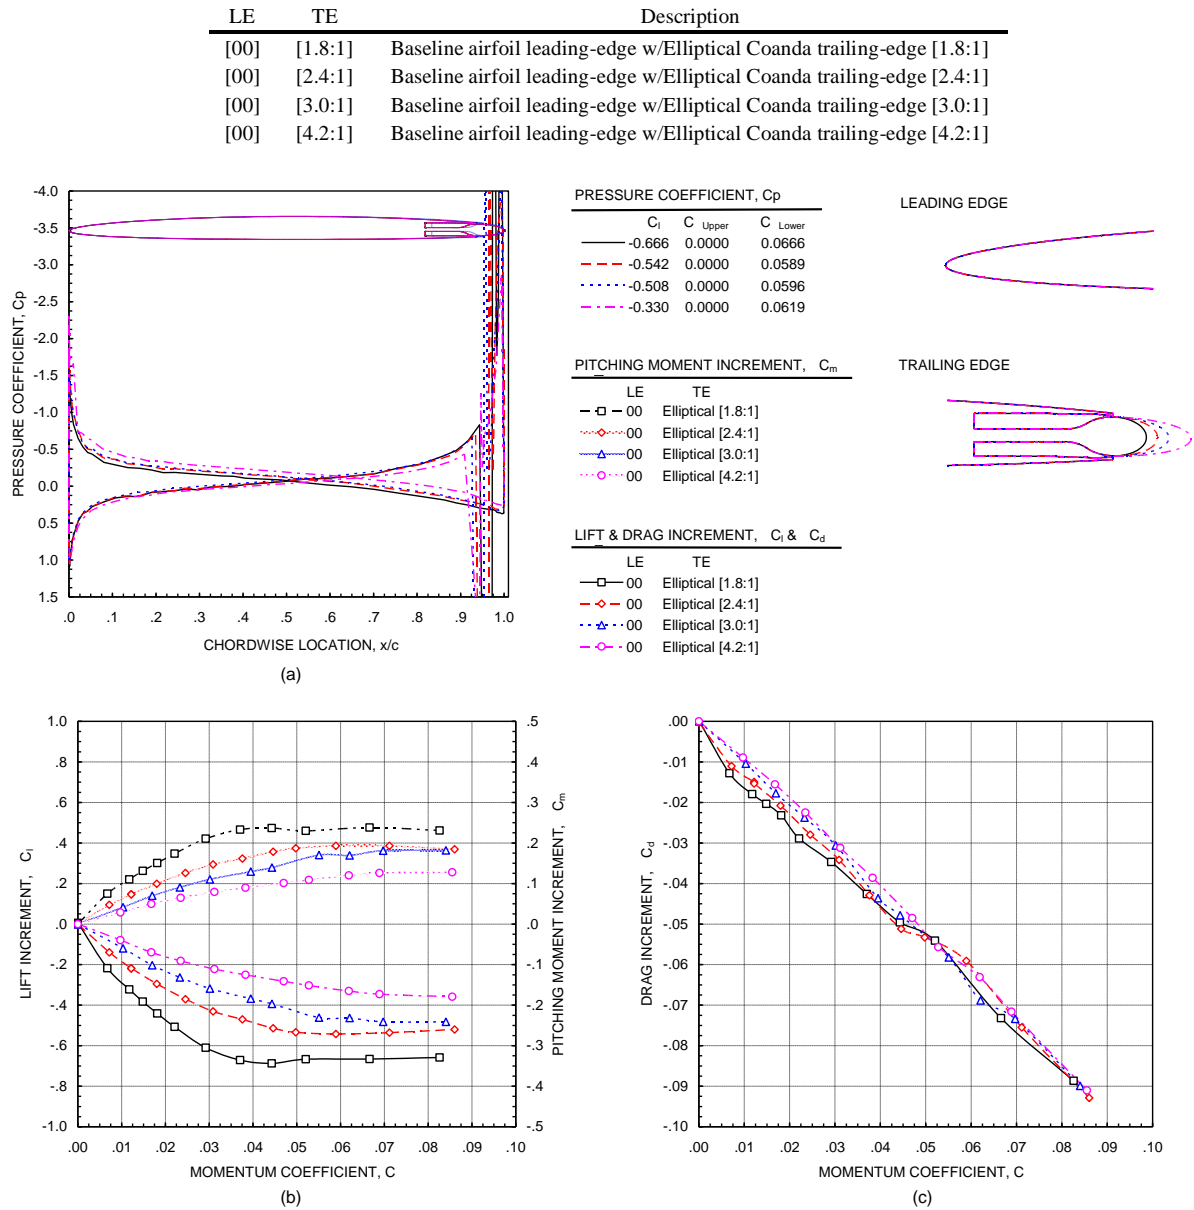 LE TE Description
[00] [1.8:1] Baseline airfoil leading-edge w/Elliptical Coanda trailing-edge [1.8:1]
[00] [2.4:1] Baseline airfoil leading-edge w/Elliptical Coanda trailing-edge [2.4:1]
[00] [3.0:1] Baseline airfoil leading-edge w/Elliptical Coanda trailing-edge [3.0:1]
[00] [4.2:1] Baseline airfoil leading-edge w/Elliptical Coanda trailing-edge [4.2:1]
-4.0
-3.5
-3.0
-2.5
-2.0
-1.5
-1.0
-0.5
0.0
0.5
1.0
1.5
PRESSURE COEFFICIENT, Cp
.0 .1 .2 .3 .4 .5 .6 .7 .8 .9 1.0
CHORDWISE LOCATION, x/c
(a)
PRESSURE COEFFICIENT, Cp
Cl C Upper C Lower
-0.666 0.0000 0.0666
-0.542 0.0000 0.0589
-0.508 0.0000 0.0596
-0.330 0.0000 0.0619
PITCHING MOMENT INCREMENT, Cm
LE TE
00 Elliptical [1.8:1]
00 Elliptical [2.4:1]
00 Elliptical [3.0:1]
00 Elliptical [4.2:1]
LIFT & DRAG INCREMENT, Cl & Cd
LE TE
00 Elliptical [1.8:1]
00 Elliptical [2.4:1]
00 Elliptical [3.0:1]
00 Elliptical [4.2:1]
LEADING EDGE
TRAILING EDGE
1.0
.8
.6
.4
.2
.0
-.2
-.4
-.6
-.8
-1.0
LIFT INCREMENT, Cl
.5
.4
.3
.2
.1
.0
-.1
-.2
-.3
-.4
-.5
PITCHING MOMENT INCREMENT, Cm
.00 .01 .02 .03 .04 .05 .06 .07 .08 .09 .10
MOMENTUM COEFFICIENT, C
(b)
.00
-.01
-.02
-.03
-.04
-.05
-.06
-.07
-.08
-.09
-.10
DRAG INCREMENT, Cd
.00 .01 .02 .03 .04 .05 .06 .07 .08 .09 .10
MOMENTUM COEFFICIENT, C
(c)